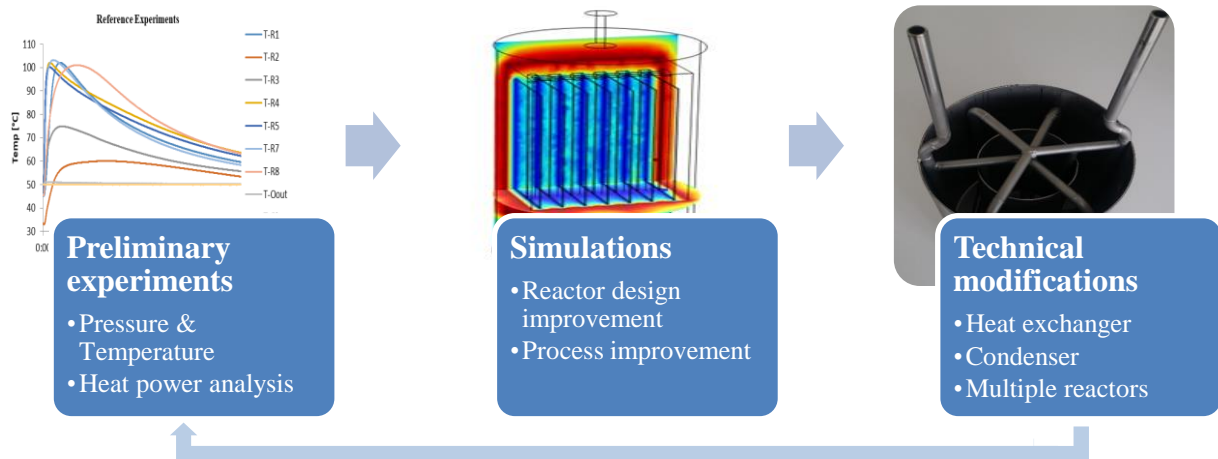 Reference Experiments
110
100
90
80
70
60
50
40
30
Temp [°C]
T-R1
T-R2
T-R3
T-R4
T-R5
T-R7
T-R8
T-Oout
Preliminary
experiments
•Pressure &
Temperature
•Heat power analysis
Simulations
•Reactor design
improvement
•Process improvement
Technical
modifications
•Heat exchanger
•Condenser
•Multiple reactors